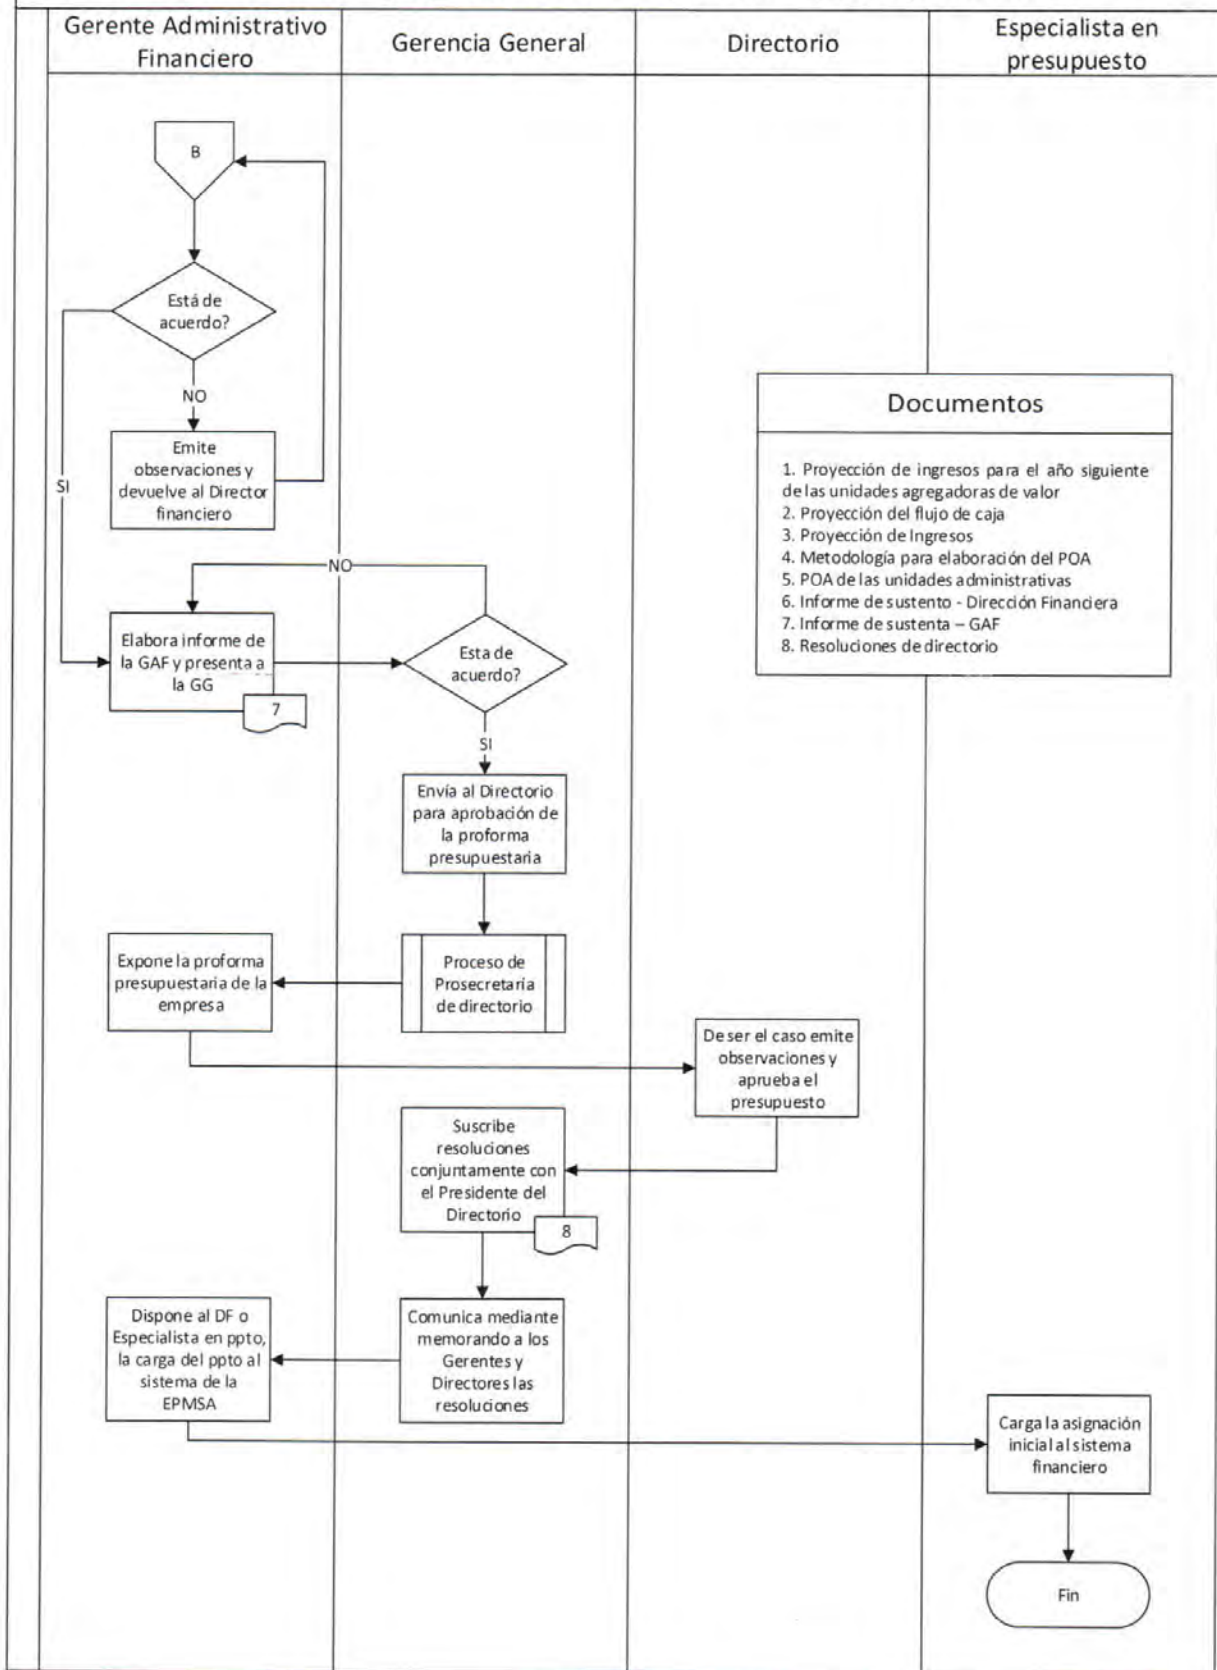 Gerente Administrativo
Financiero
Gerencia General
Directorio
Especialista en
presupuesto
B
Está de
acuerdo?
NO
SI
Emite
observaciones y
devuelve al Director
financiero
Documentos
1. Proyección de ingresos para el año siguiente
de las unidades agregadoras de valor
2. Proyección del flujo de caja
3. Proyección de Ingresos
4. Metodología para elaboración del POA
5. POA de las unidades administrativas
6. Informe de sustento - Dirección Financiera
7. Informe de sustenta – GAF
8. Resoluciones de directorio
NO
Elabora informe de
la GAF y presenta a
la GG
7
Esta de
acuerdo?
SI
Envía al Directorio
para aprobación de
la proforma
presupuestaria
Expone la proforma
presupuestaria de la
empresa
Proceso de
Prosecretaria
de directorio
De ser el caso emite
observaciones y
aprueba el
presupuesto
Suscribe
resoluciones
conjuntamente con
el Presidente del
Directorio
8
Dispone al DF o
Especialista en ppto,
la carga del ppto al
sistema de la
EPMSA
Comunica mediante
memorando a los
Gerentes y
Directores las
resoluciones
Carga la asignación
inicial al sistema
financiero
Fin